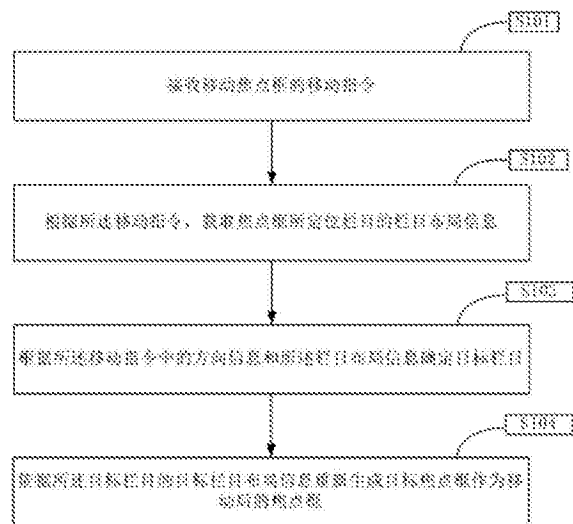 S101
接收移动焦点框的移动指令
S102
根据所述移动指令，获取焦点框所定位栏目的栏目布局信息
S103
根据所述移动指令中的方向信息和所述栏目布局信息确定目标栏目
S104
依据所述目标栏目的目标栏目布局信息重新生成目标焦点框作为移
动后的焦点框